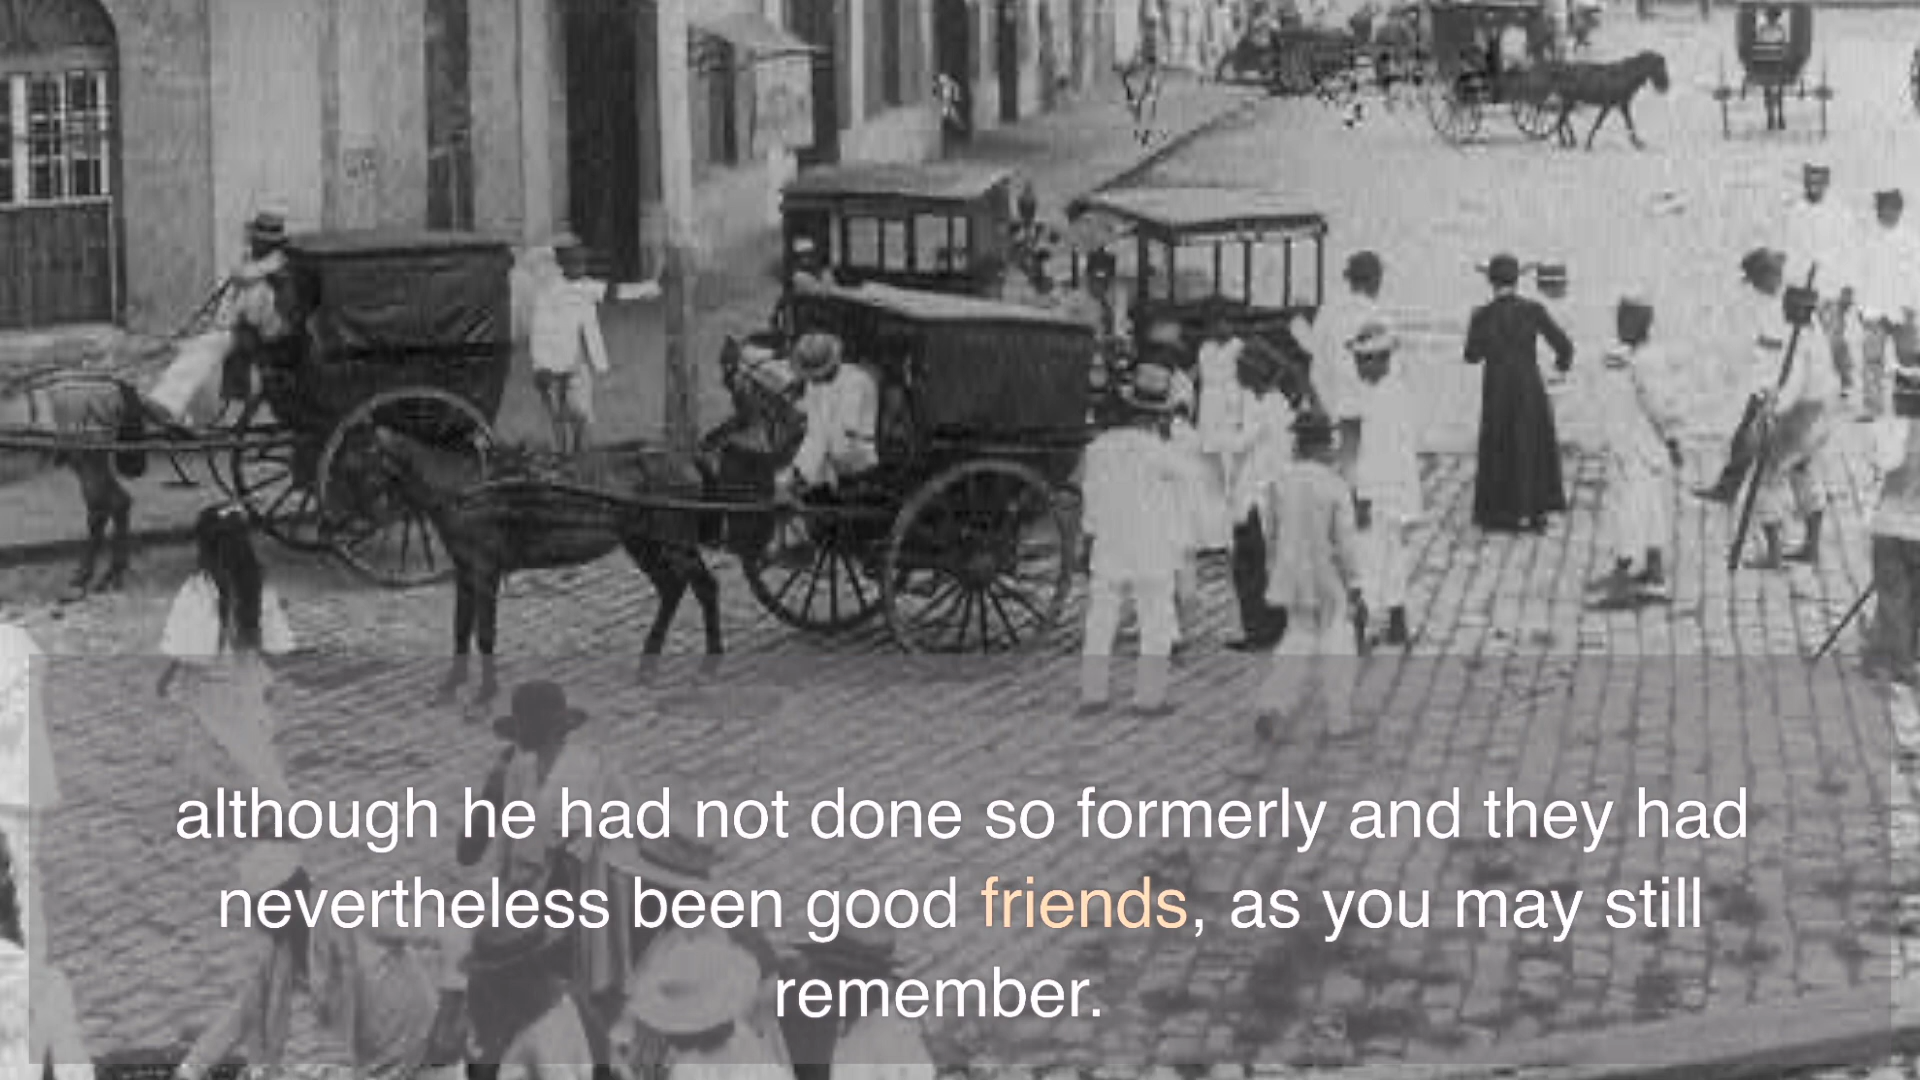 although he had not done so formerly and they had
nevertheless been good friends, as you may still
remember.